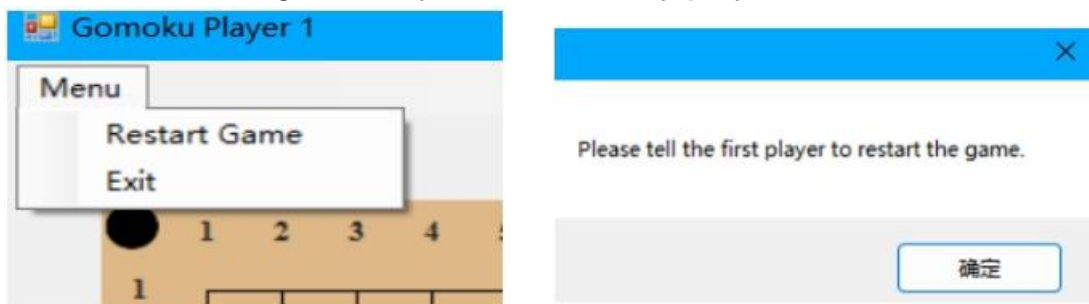 Gomoku Player 1
Menu
Restart Game
Exit
1 2 3 4
1
Please tell the first player to restart the game.
确定